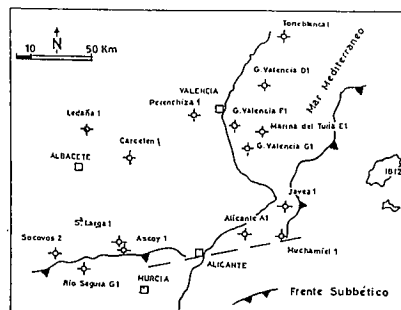 N
10 50 Km
Torreblanca 1
Mar Mediterraneo
G. Valencia D1
VALENCIA
Perenchiza 1
G. Valencia F1
Ledaña 1
Marina del Turia E1
Carcelen 1
G. Valencia G1
ALBACETE
IBIZ
Javea 1
Sª Larga 1
Alicante A1
Socovos 2
Ascoy 1
Muchamiel 1
ALICANTE
Rio Segura G1
MURCIA
Frente Subbético